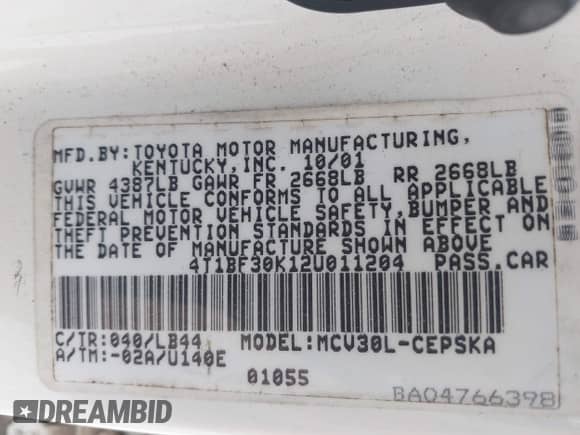 MFD.BY:TOYOTA MOTOR MANUFACTURING,
KENTUCKY,INC. 10/01
GVWR 4387LB GAWR FR 2668LB RR 2668LB
THIS VEHICLE CONFORMS TO ALL APPLICABLE
FEDERAL MOTOR VEHICLE SAFETY,BUMPER AND
THEFT PREVENTION STANDARDS IN EFFECT ON
THE DATE OF MANUFACTURE SHOWN ABOVE
4T1BF30K12U011204 PASS.CAR
C/TR:040/LB44 MODEL:MCV30L-CEPSKA
A/TM:-02A/U140E
01055
BA04766398
DREAMBID